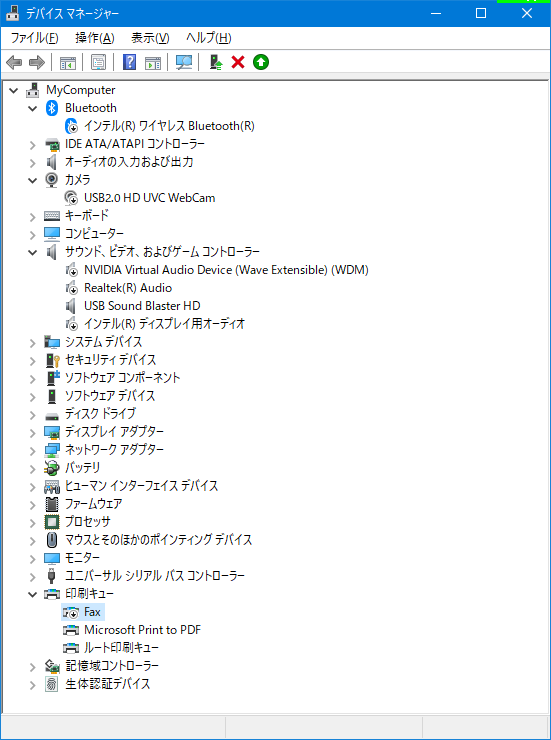 デバイス マネージャー
ファイル(F) 操作(A) 表示(V) ヘルプ(H)
MyComputer
Bluetooth
インテル(R) ワイヤレス Bluetooth(R)
IDE ATA/ATAPI コントローラー
オーディオの入力および出力
カメラ
USB2.0 HD UVC WebCam
キーボード
コンピューター
サウンド、ビデオ、およびゲーム コントローラー
NVIDIA Virtual Audio Device (Wave Extensible) (WDM)
Realtek(R) Audio
USB Sound Blaster HD
インテル(R) ディスプレイ用オーディオ
システム デバイス
セキュリティ デバイス
ソフトウェア コンポーネント
ソフトウェア デバイス
ディスク ドライブ
ディスプレイ アダプター
ネットワーク アダプター
バッテリ
ヒューマン インターフェイス デバイス
ファームウェア
プロセッサ
マウスとそのほかのポインティング デバイス
モニター
ユニバーサル シリアル バス コントローラー
印刷キュー
Fax
Microsoft Print to PDF
ルート印刷キュー
記憶域コントローラー
生体認証デバイス